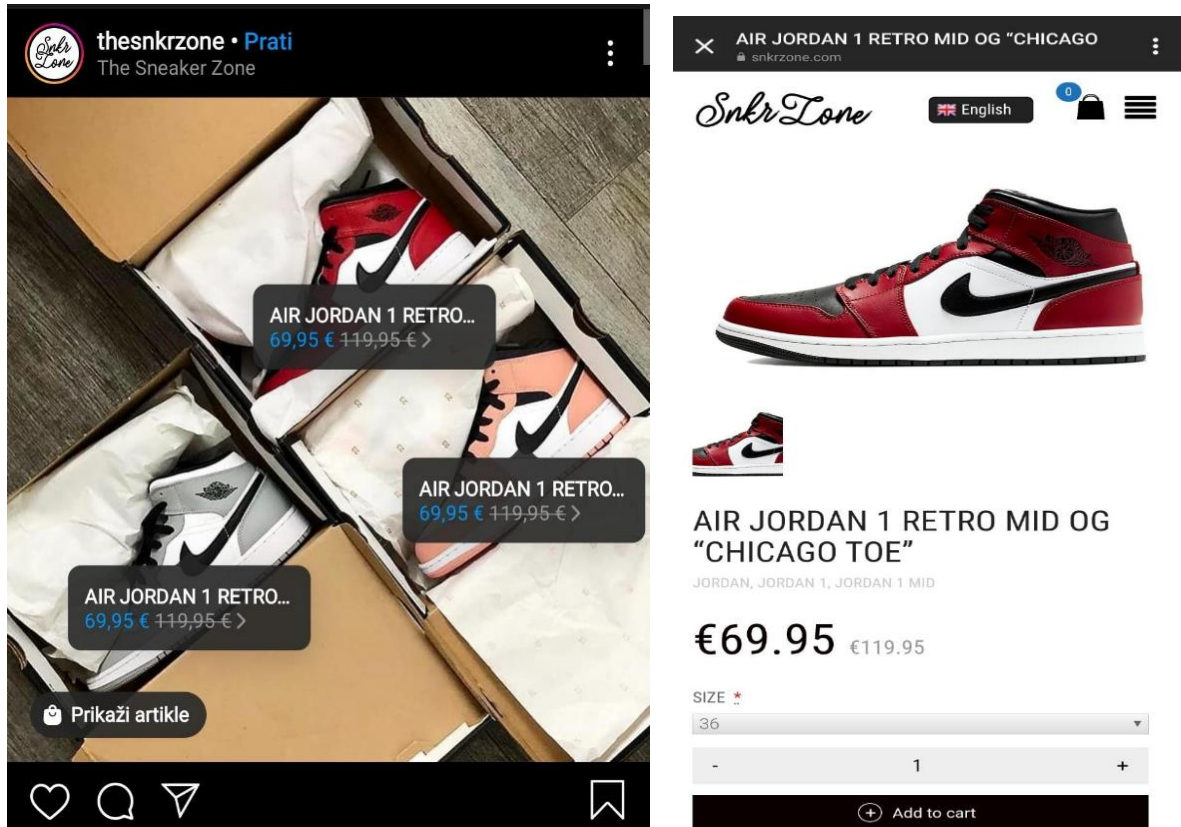 Snkr
Zone
thesnkrzone • Prati
The Sneaker Zone
AIR JORDAN 1 RETRO...
69,95 € 119,95 € >
AIR JORDAN 1 RETRO...
69,95 € 119,95 € >
AIR JORDAN 1 RETRO...
69,95 € 119,95 € >
Prikaži artikle
AIR JORDAN 1 RETRO MID OG “CHICAGO
snkrzone.com
SnkrZone
English
0
AIR JORDAN 1 RETRO MID OG
“CHICAGO TOE”
JORDAN, JORDAN 1, JORDAN 1 MID
€69.95 €119.95
SIZE *
36
- 1 +
Add to cart